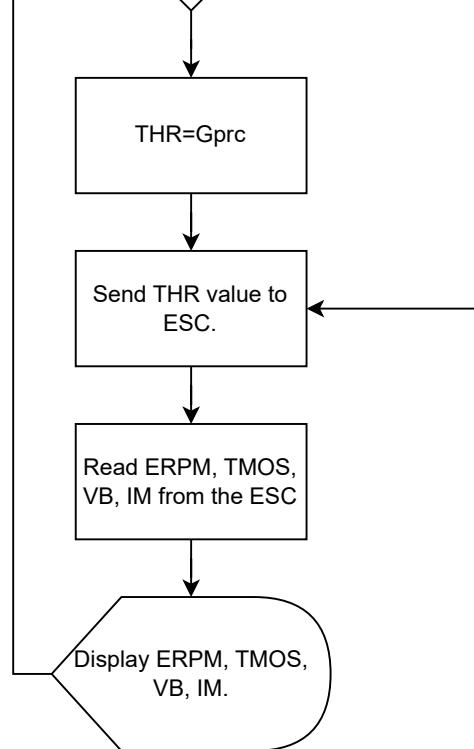 THR=Gprc
Send THR value to
ESC.
Read ERPM, TMOS,
VB, IM from the ESC
Display ERPM, TMOS,
VB, IM.